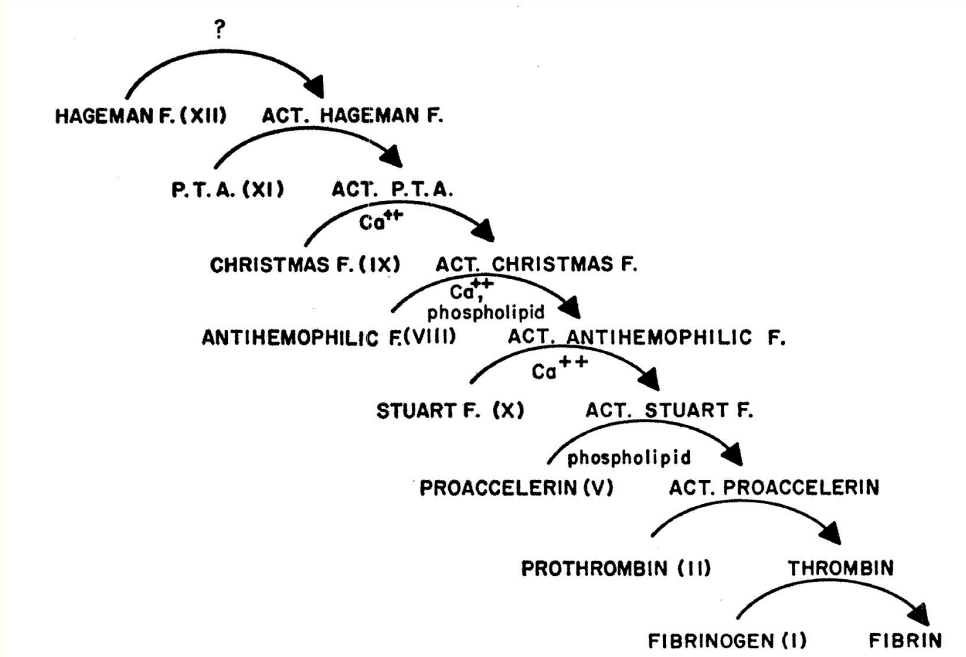 ?
HAGEMAN F. (XII) ACT. HAGEMAN F.
P.T.A. (XI) ACT. P.T.A.
Ca++
CHRISTMAS F. (IX) ACT. CHRISTMAS F.
Ca++,
phospholipid
ANTIHEMOPHILIC F.(VIII) ACT. ANTIHEMOPHILIC F.
Ca++
STUART F. (X) ACT. STUART F.
phospholipid
PROACCELERIN (V) ACT. PROACCELERIN
PROTHROMBIN (II) THROMBIN
FIBRINOGEN (I) FIBRIN